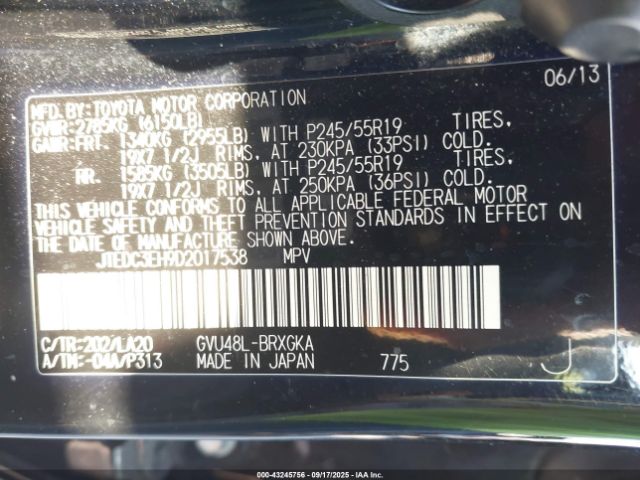 06/13
MFD. BY: TOYOTA MOTOR CORPORATION
GVWR: 2785KG (6150LB)
GAWR: FRT. 1340KG (2955LB) WITH P245/55R19 TIRES,
19X7 1/2J RIMS, AT 230KPA (33PSI) COLD.
RR. 1585KG (3505LB) WITH P245/55R19 TIRES,
19X7 1/2J RIMS, AT 250KPA (36PSI) COLD.
THIS VEHICLE CONFORMS TO ALL APPLICABLE FEDERAL MOTOR
VEHICLE SAFETY AND THEFT PREVENTION STANDARDS IN EFFECT ON
THE DATE OF MANUFACTURE SHOWN ABOVE.
JTEDC3EH9D2017538 MPV
C/TR:202/LA20 GVU48L-BRXGKA
A/TM:-04A/P313 MADE IN JAPAN 775 J
000-43245756 - 09/17/2025 - IAAI.COM